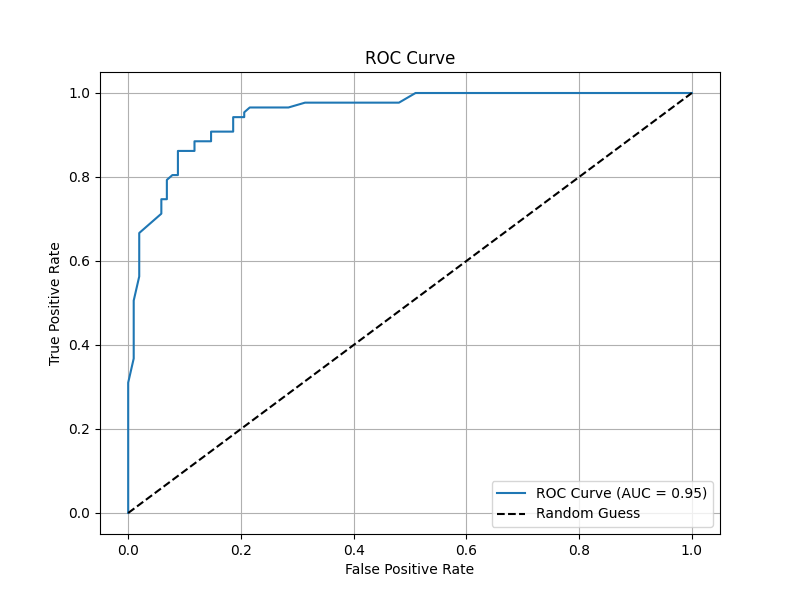 ROC Curve
True Positive Rate
1.0
0.8
0.6
0.4
0.2
0.0
0.0 0.2 0.4 0.6 0.8 1.0
False Positive Rate
ROC Curve (AUC = 0.95)
Random Guess